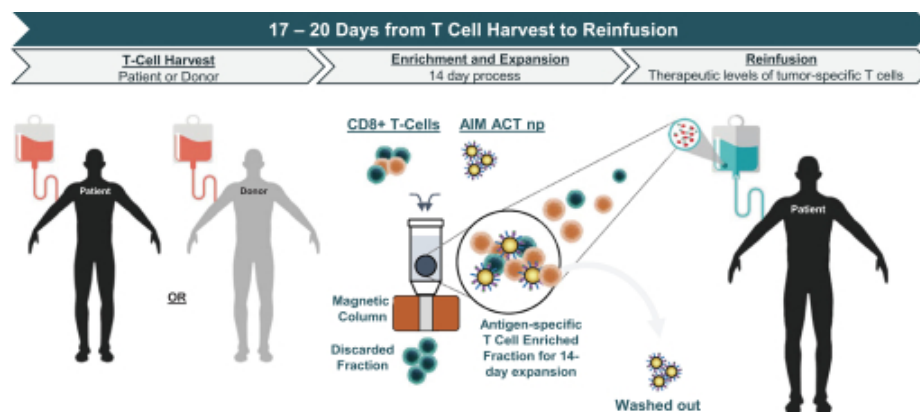 17 – 20 Days from T Cell Harvest to Reinfusion
T-Cell Harvest
Patient or Donor
Enrichment and Expansion
14 day process
Reinfusion
Therapeutic levels of tumor-specific T cells
CD8+ T-Cells
AIM ACT np
Patient
Donor
OR
Magnetic
Column
Discarded
Fraction
Antigen-specific
T Cell Enriched
Fraction for 14-
day expansion
Washed out
Patient